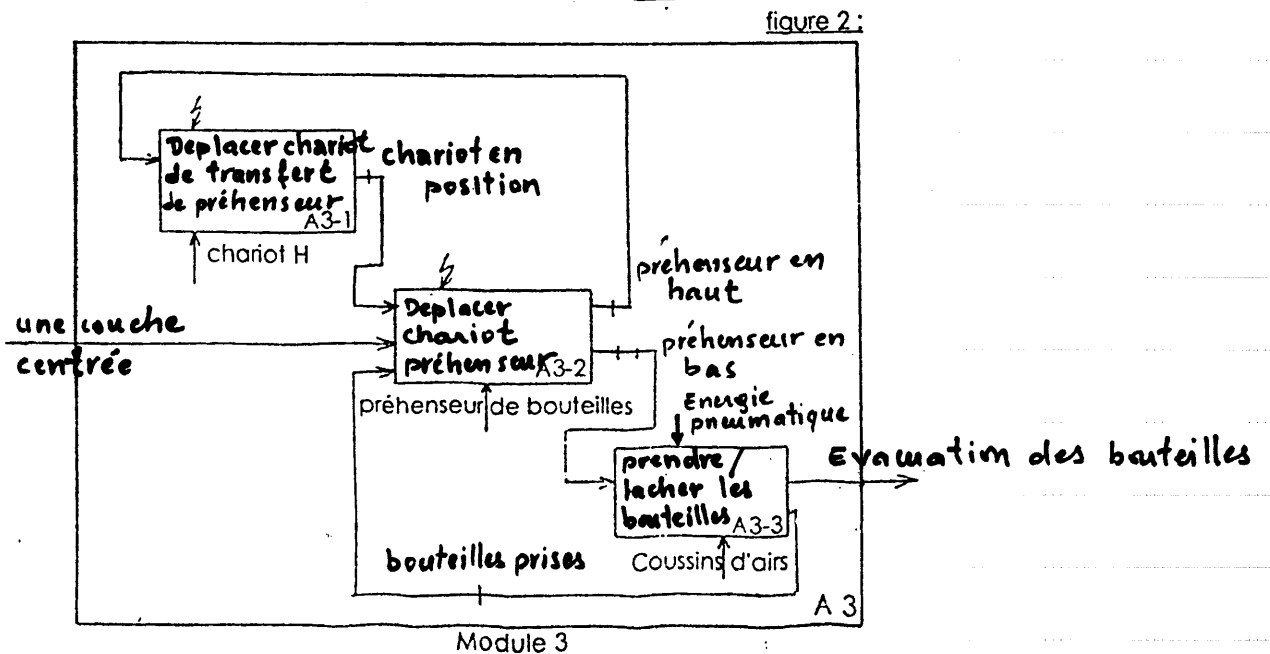 figure 2 :
Deplacer chariot
de transfert
de préhenseur
A3-1
chariot en
position
chariot H
préhenseur en
haut
une couche
centrée
Deplacer
chariot
préhenseur
A3-2
préhenseur de bouteilles
préhenseur en
bas
Energie
pneumatique
prendre/
lacher les
bouteilles
A3-3
Evacuation des bouteilles
bouteilles prises
Coussins d'airs
A 3
Module 3